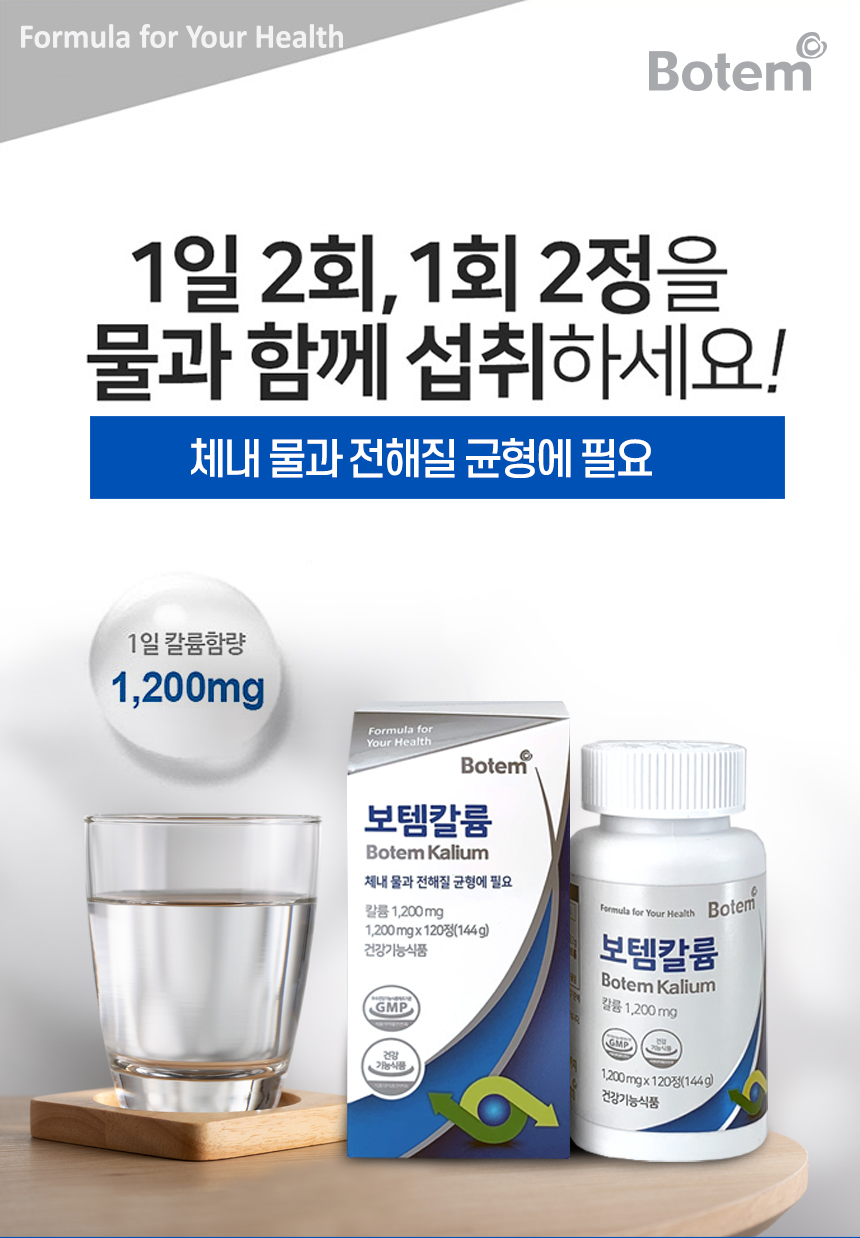 Formula for Your Health
Botem
1일 2회, 1회 2정을
물과 함께 섭취하세요!
체내 물과 전해질 균형에 필요
1일 칼륨함량
1,200mg
Formula for
Your Health
Botem
보템칼륨
Botem Kalium
체내 물과 전해질 균형에 필요
칼륨 1,200 mg
1,200 mg x 120정(144 g)
건강기능식품
GMP
건강
기능식품
Formula for Your Health
Botem
보템칼륨
Botem Kalium
칼륨 1,200 mg
GMP
건강
기능식품
1,200 mg x 120정(144 g)
건강기능식품